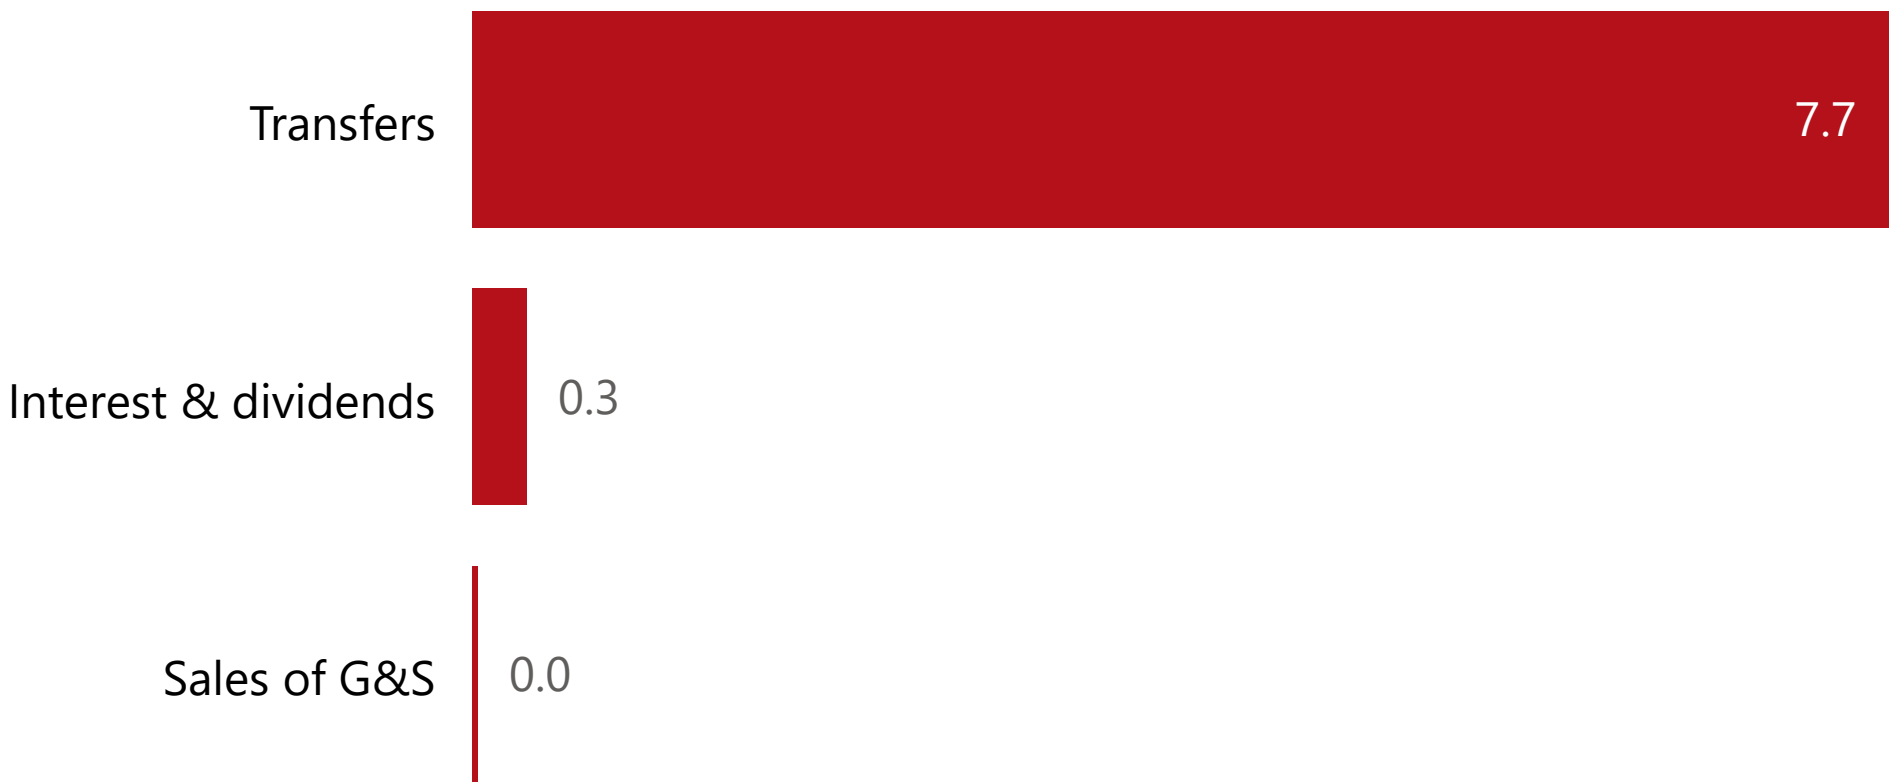 Transfers 7.7
Interest & dividends 0.3
Sales of G&S 0.0